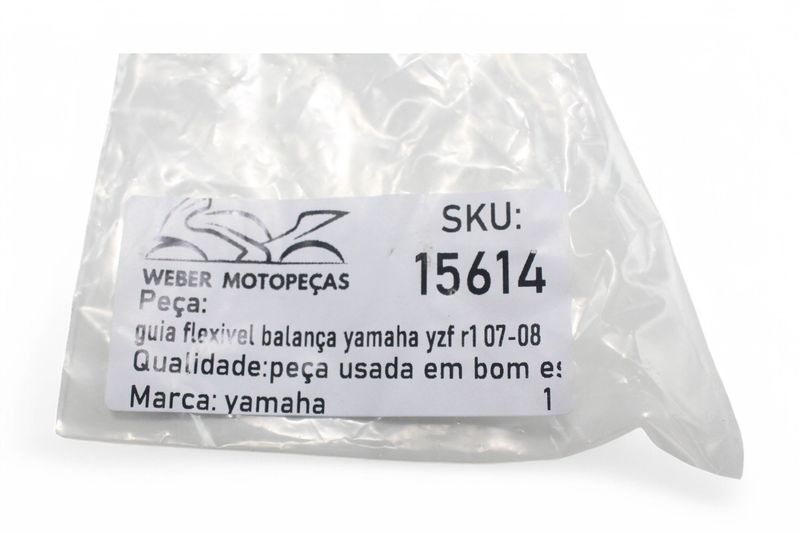 SKU:
15614
WEBER MOTOPEÇAS
Peça:
guia flexivel balança yamaha yzf r1 07-08
Qualidade:peça usada em bom es
Marca: yamaha 1